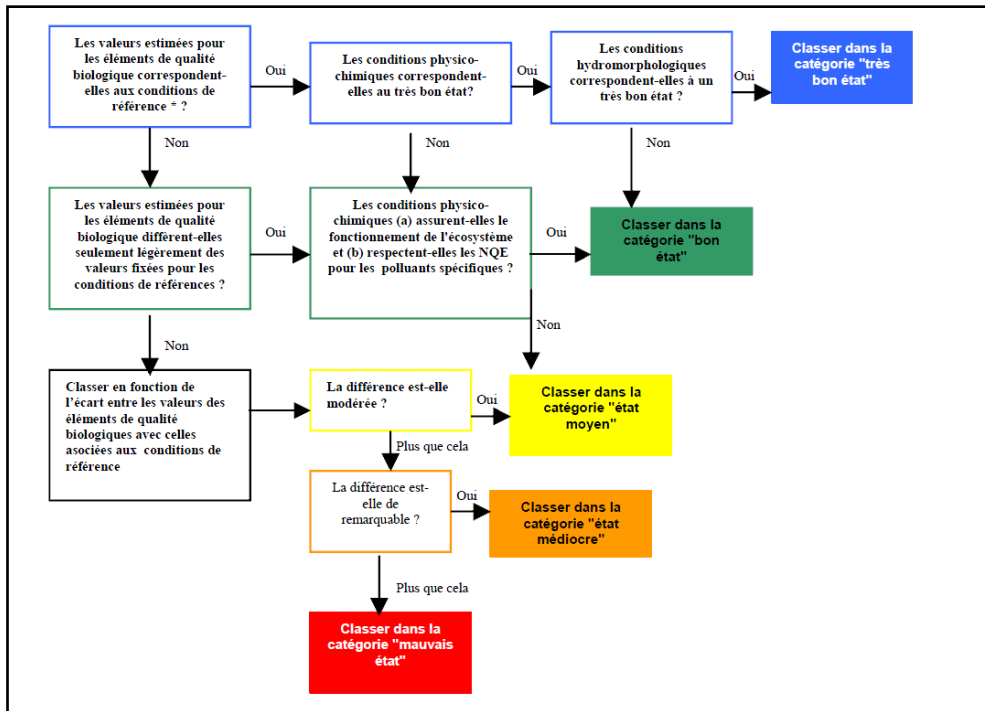 Les valeurs estimées pour
les éléments de qualité
biologique correspondent-
elles aux conditions de
référence * ?
Oui
Les conditions physico-
chimiques correspondent-
elles au très bon état?
Oui
Les conditions
hydromorphologiques
correspondent-elles à un
très bon état ?
Oui
Classer dans la
catégorie "très
bon état"
Non
Non
Non
Les valeurs estimées pour
les éléments de qualité
biologique diffèrent-elles
seulement légèrement des
valeurs fixées pour les
conditions de références ?
Oui
Les conditions physico-
chimiques (a) assurent-elles le
fonctionnement de l'écosystème
et (b) respectent-elles les NQE
pour les polluants spécifiques ?
Oui
Classer dans la
catégorie "bon
état"
Non
Non
Classer en fonction de
l'écart entre les valeurs des
éléments de qualité
biologiques avec celles
asociées aux conditions de
référence
La différence est-elle
modérée ?
Oui
Classer dans la
catégorie "état
moyen"
Plus que cela
La différence est-
elle de
remarquable ?
Oui
Classer dans la
catégorie "état
médiocre"
Plus que cela
Classer dans la
catégorie "mauvais
état"